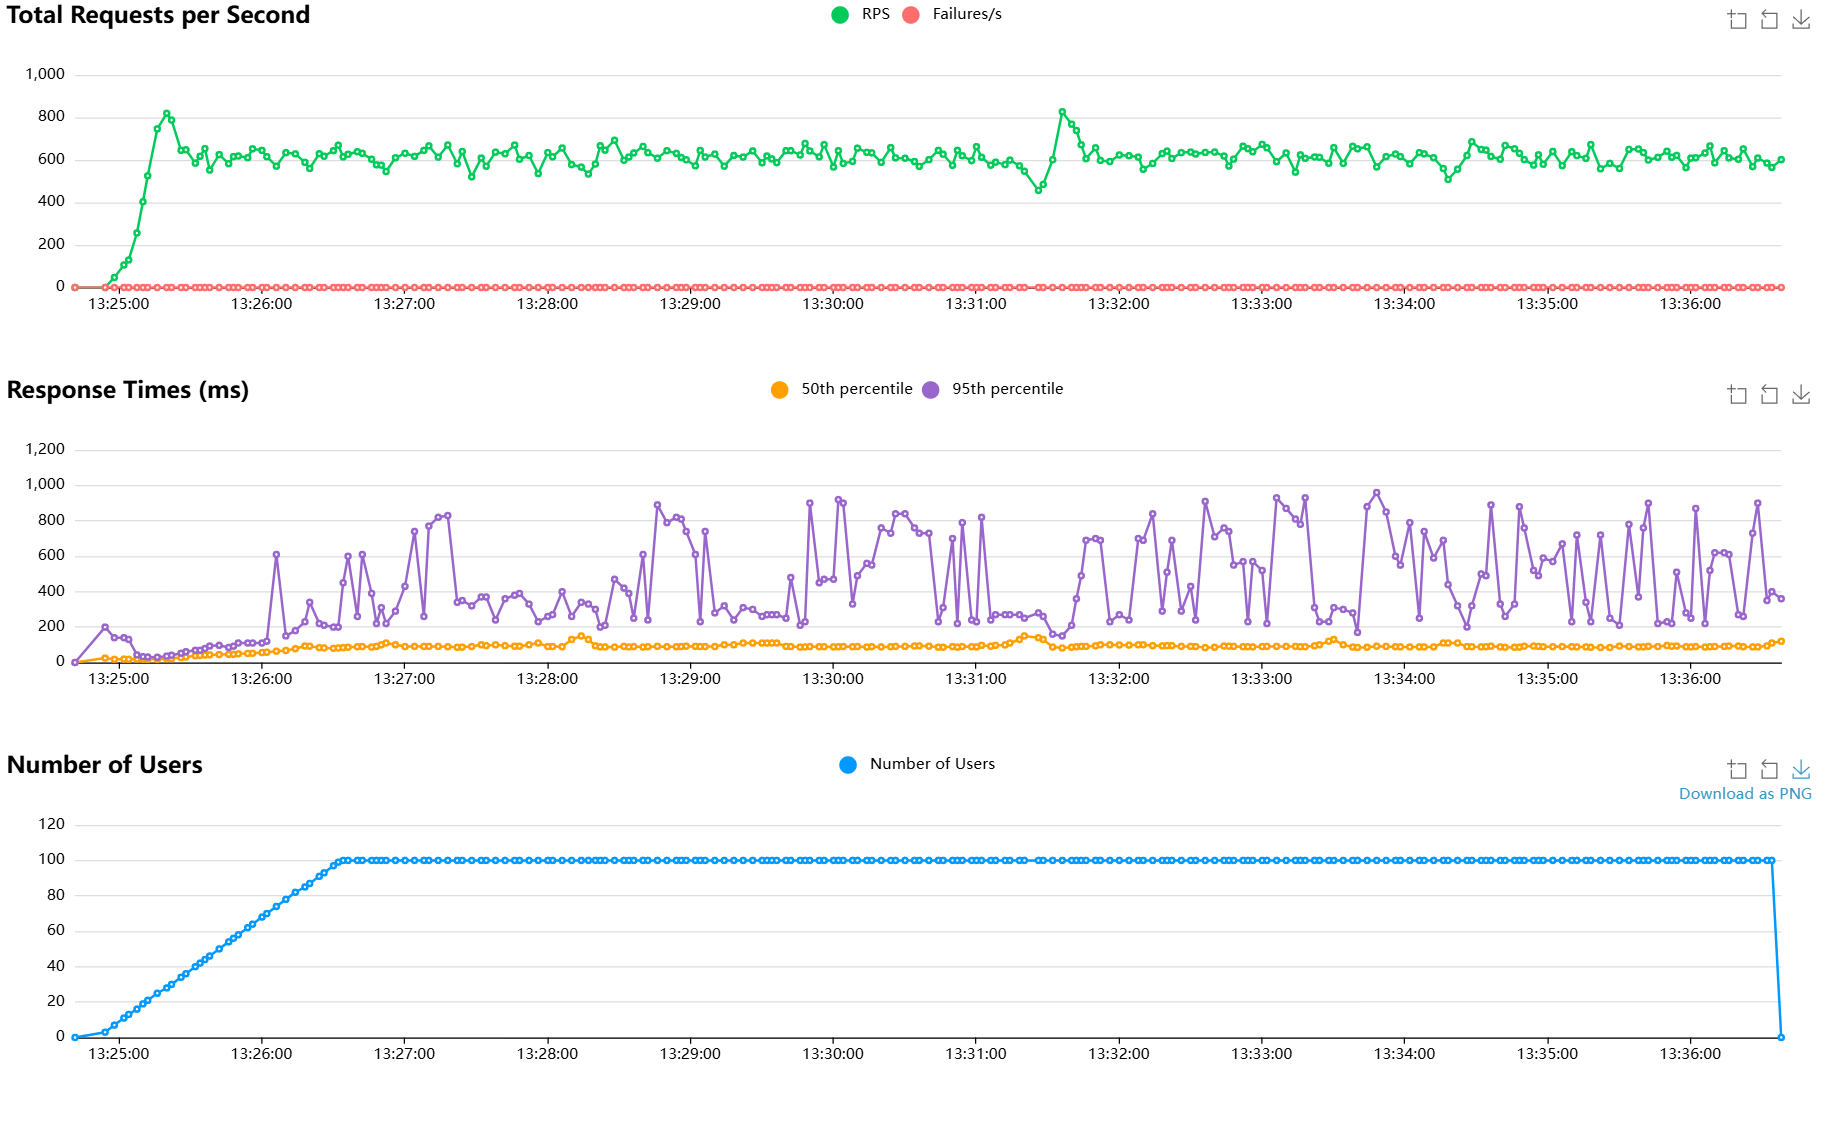 Total Requests per Second
RPS Failures/s
1,000
800
600
400
200
0
13:25:00 13:26:00 13:27:00 13:28:00 13:29:00 13:30:00 13:31:00 13:32:00 13:33:00 13:34:00 13:35:00 13:36:00
Response Times (ms)
50th percentile 95th percentile
1,200
1,000
800
600
400
200
0
13:25:00 13:26:00 13:27:00 13:28:00 13:29:00 13:30:00 13:31:00 13:32:00 13:33:00 13:34:00 13:35:00 13:36:00
Number of Users
Number of Users
Download as PNG
120
100
80
60
40
20
0
13:25:00 13:26:00 13:27:00 13:28:00 13:29:00 13:30:00 13:31:00 13:32:00 13:33:00 13:34:00 13:35:00 13:36:00